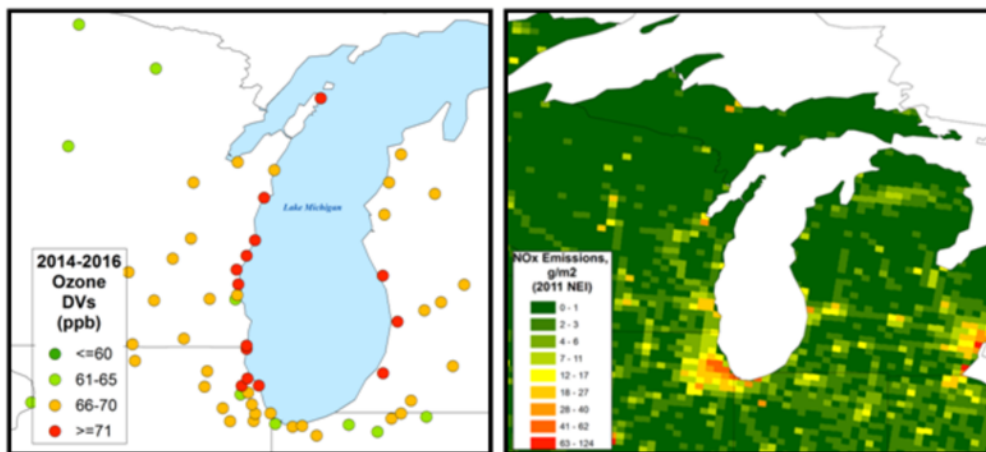 Lake Michigan
2014-2016
Ozone
DVs
(ppb)
<=60
61-65
66-70
>=71
NOx Emissions,
g/m2
(2011 NEI)
0 - 1
2 - 3
4 - 6
7 - 11
12 - 17
18 - 27
28 - 40
41 - 62
63 - 124